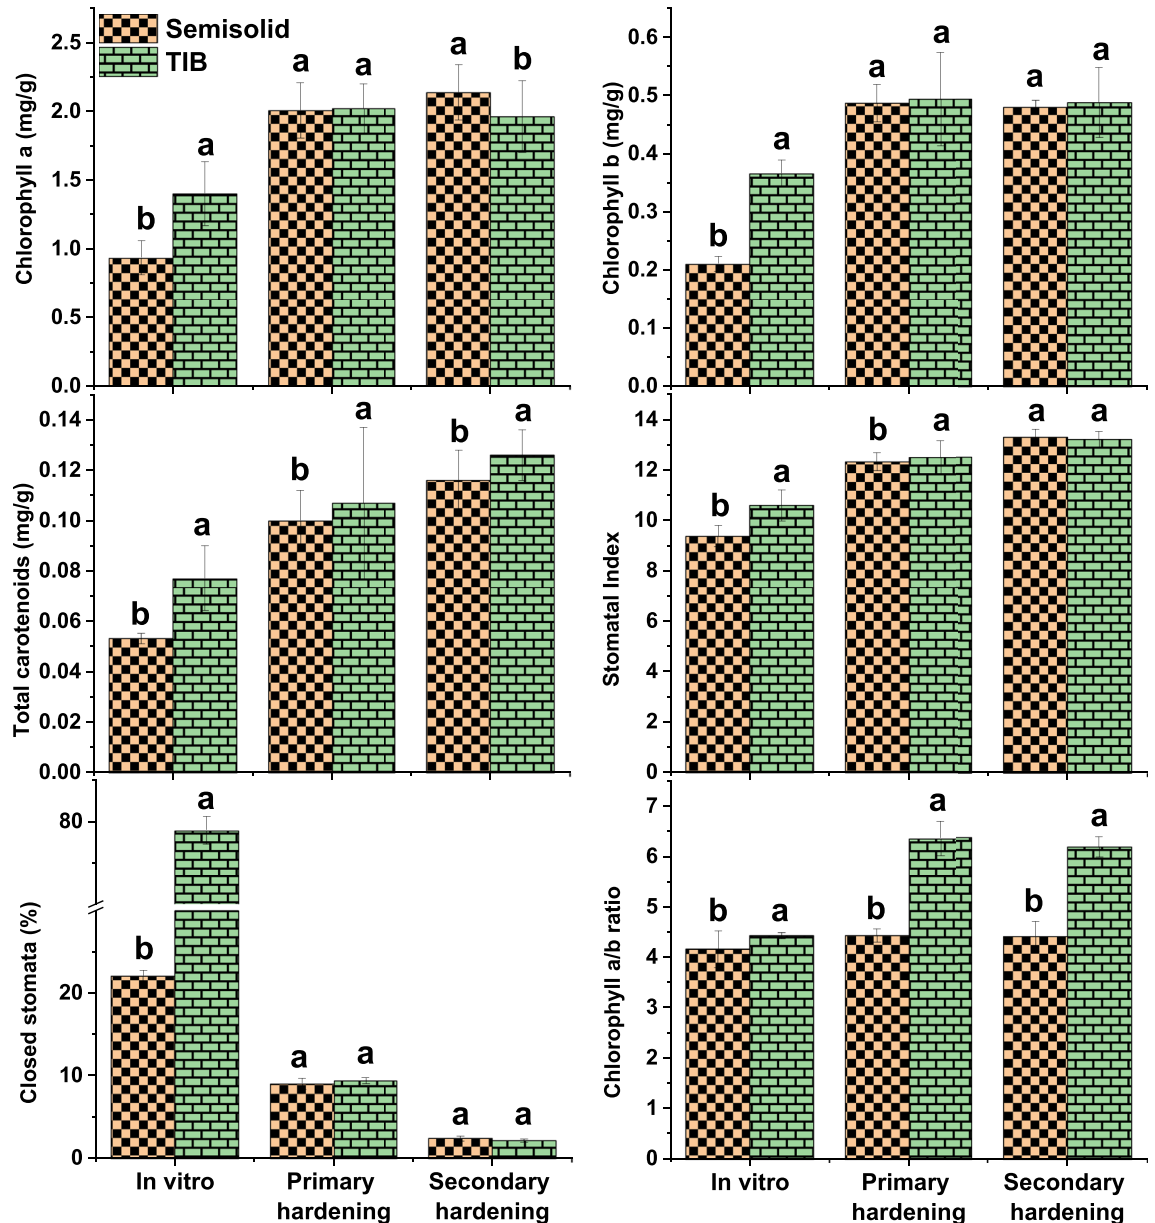 Semisolid
TIB
Chlorophyll a (mg/g)
2.5
2.0
1.5
1.0
0.5
0.0
b
a
a
a
a
b
Chlorophyll b (mg/g)
0.6
0.5
0.4
0.3
0.2
0.1
0.0
b
a
a
a
a
a
Total carotenoids (mg/g)
0.14
0.12
0.10
0.08
0.06
0.04
0.02
0.00
b
a
b
a
b
a
Stomatal Index
14
12
10
8
6
4
2
0
b
a
b
a
a
a
Closed stomata (%)
80
20
10
0
b
a
a
a
a
a
In vitro
Primary
hardening
Secondary
hardening
Chlorophyll a/b ratio
7
6
5
4
3
2
1
0
b
a
b
a
b
a
In vitro
Primary
hardening
Secondary
hardening